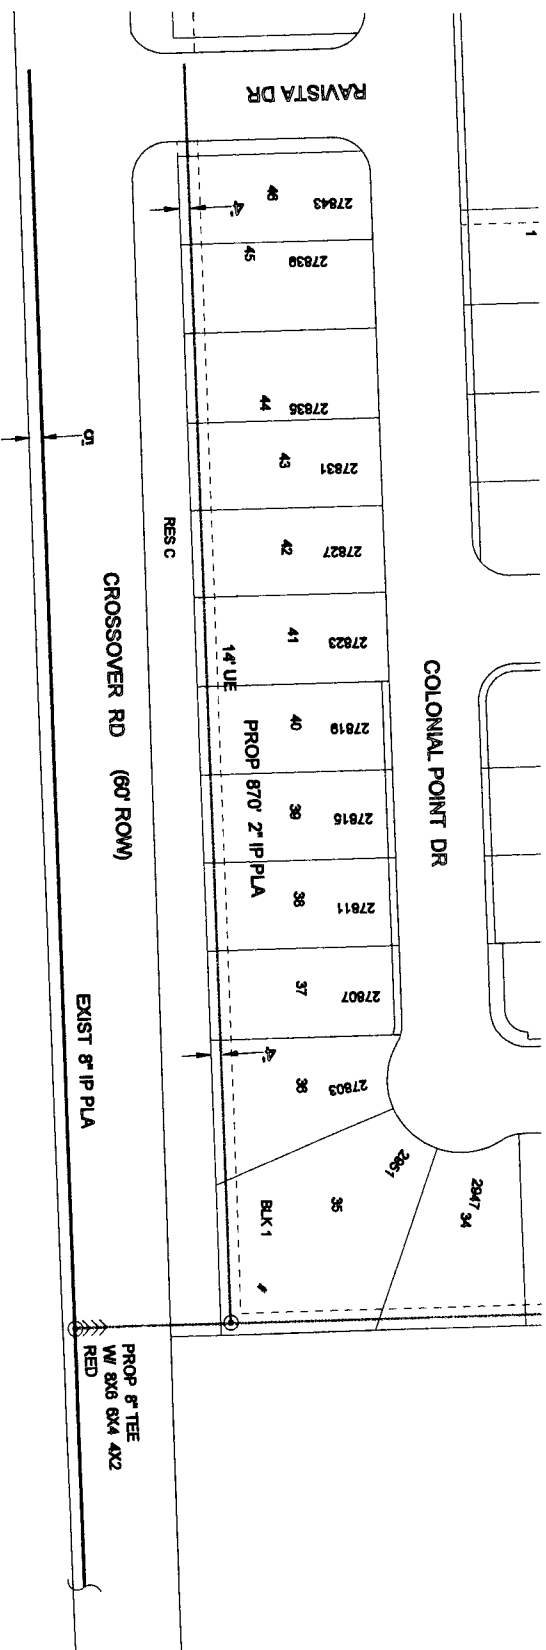 RAVISTA DR
1
27843
46
4'
27839
45
27835
44
5'
27831
43
RES C
27827
42
CROSSOVER RD (60' ROW)
27823
41
14' UE
COLONIAL POINT DR
27819
40
PROP 870' 2" IP PLA
27815
39
27811
38
27807
37
EXIST 8" IP PLA
4'
27803
36
2951
35
BLK 1
2947
34
PROP 8" TEE
W/ 8X6 6X4 4X2
RED